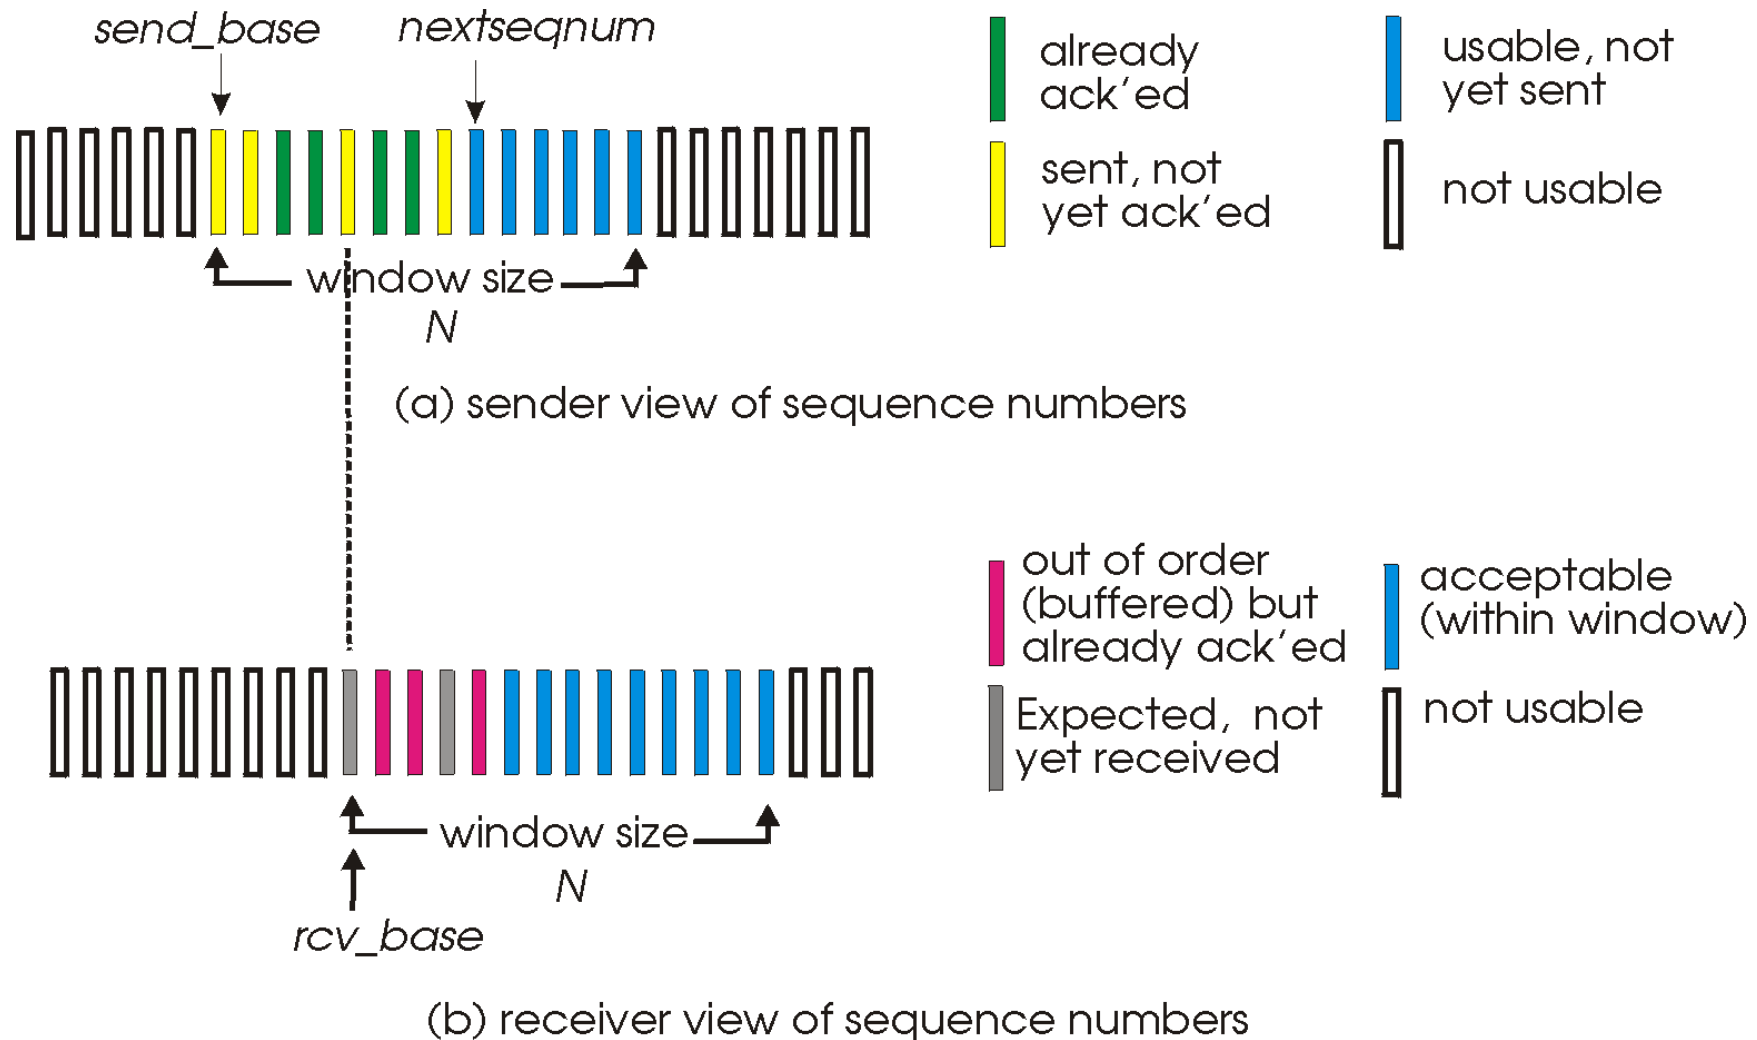 send_base
nextseqnum
already
ack'ed
usable, not
yet sent
sent, not
yet ack'ed
not usable
window size
N
(a) sender view of sequence numbers
out of order
(buffered) but
already ack'ed
acceptable
(within window)
Expected, not
yet received
not usable
window size
N
rcv_base
(b) receiver view of sequence numbers